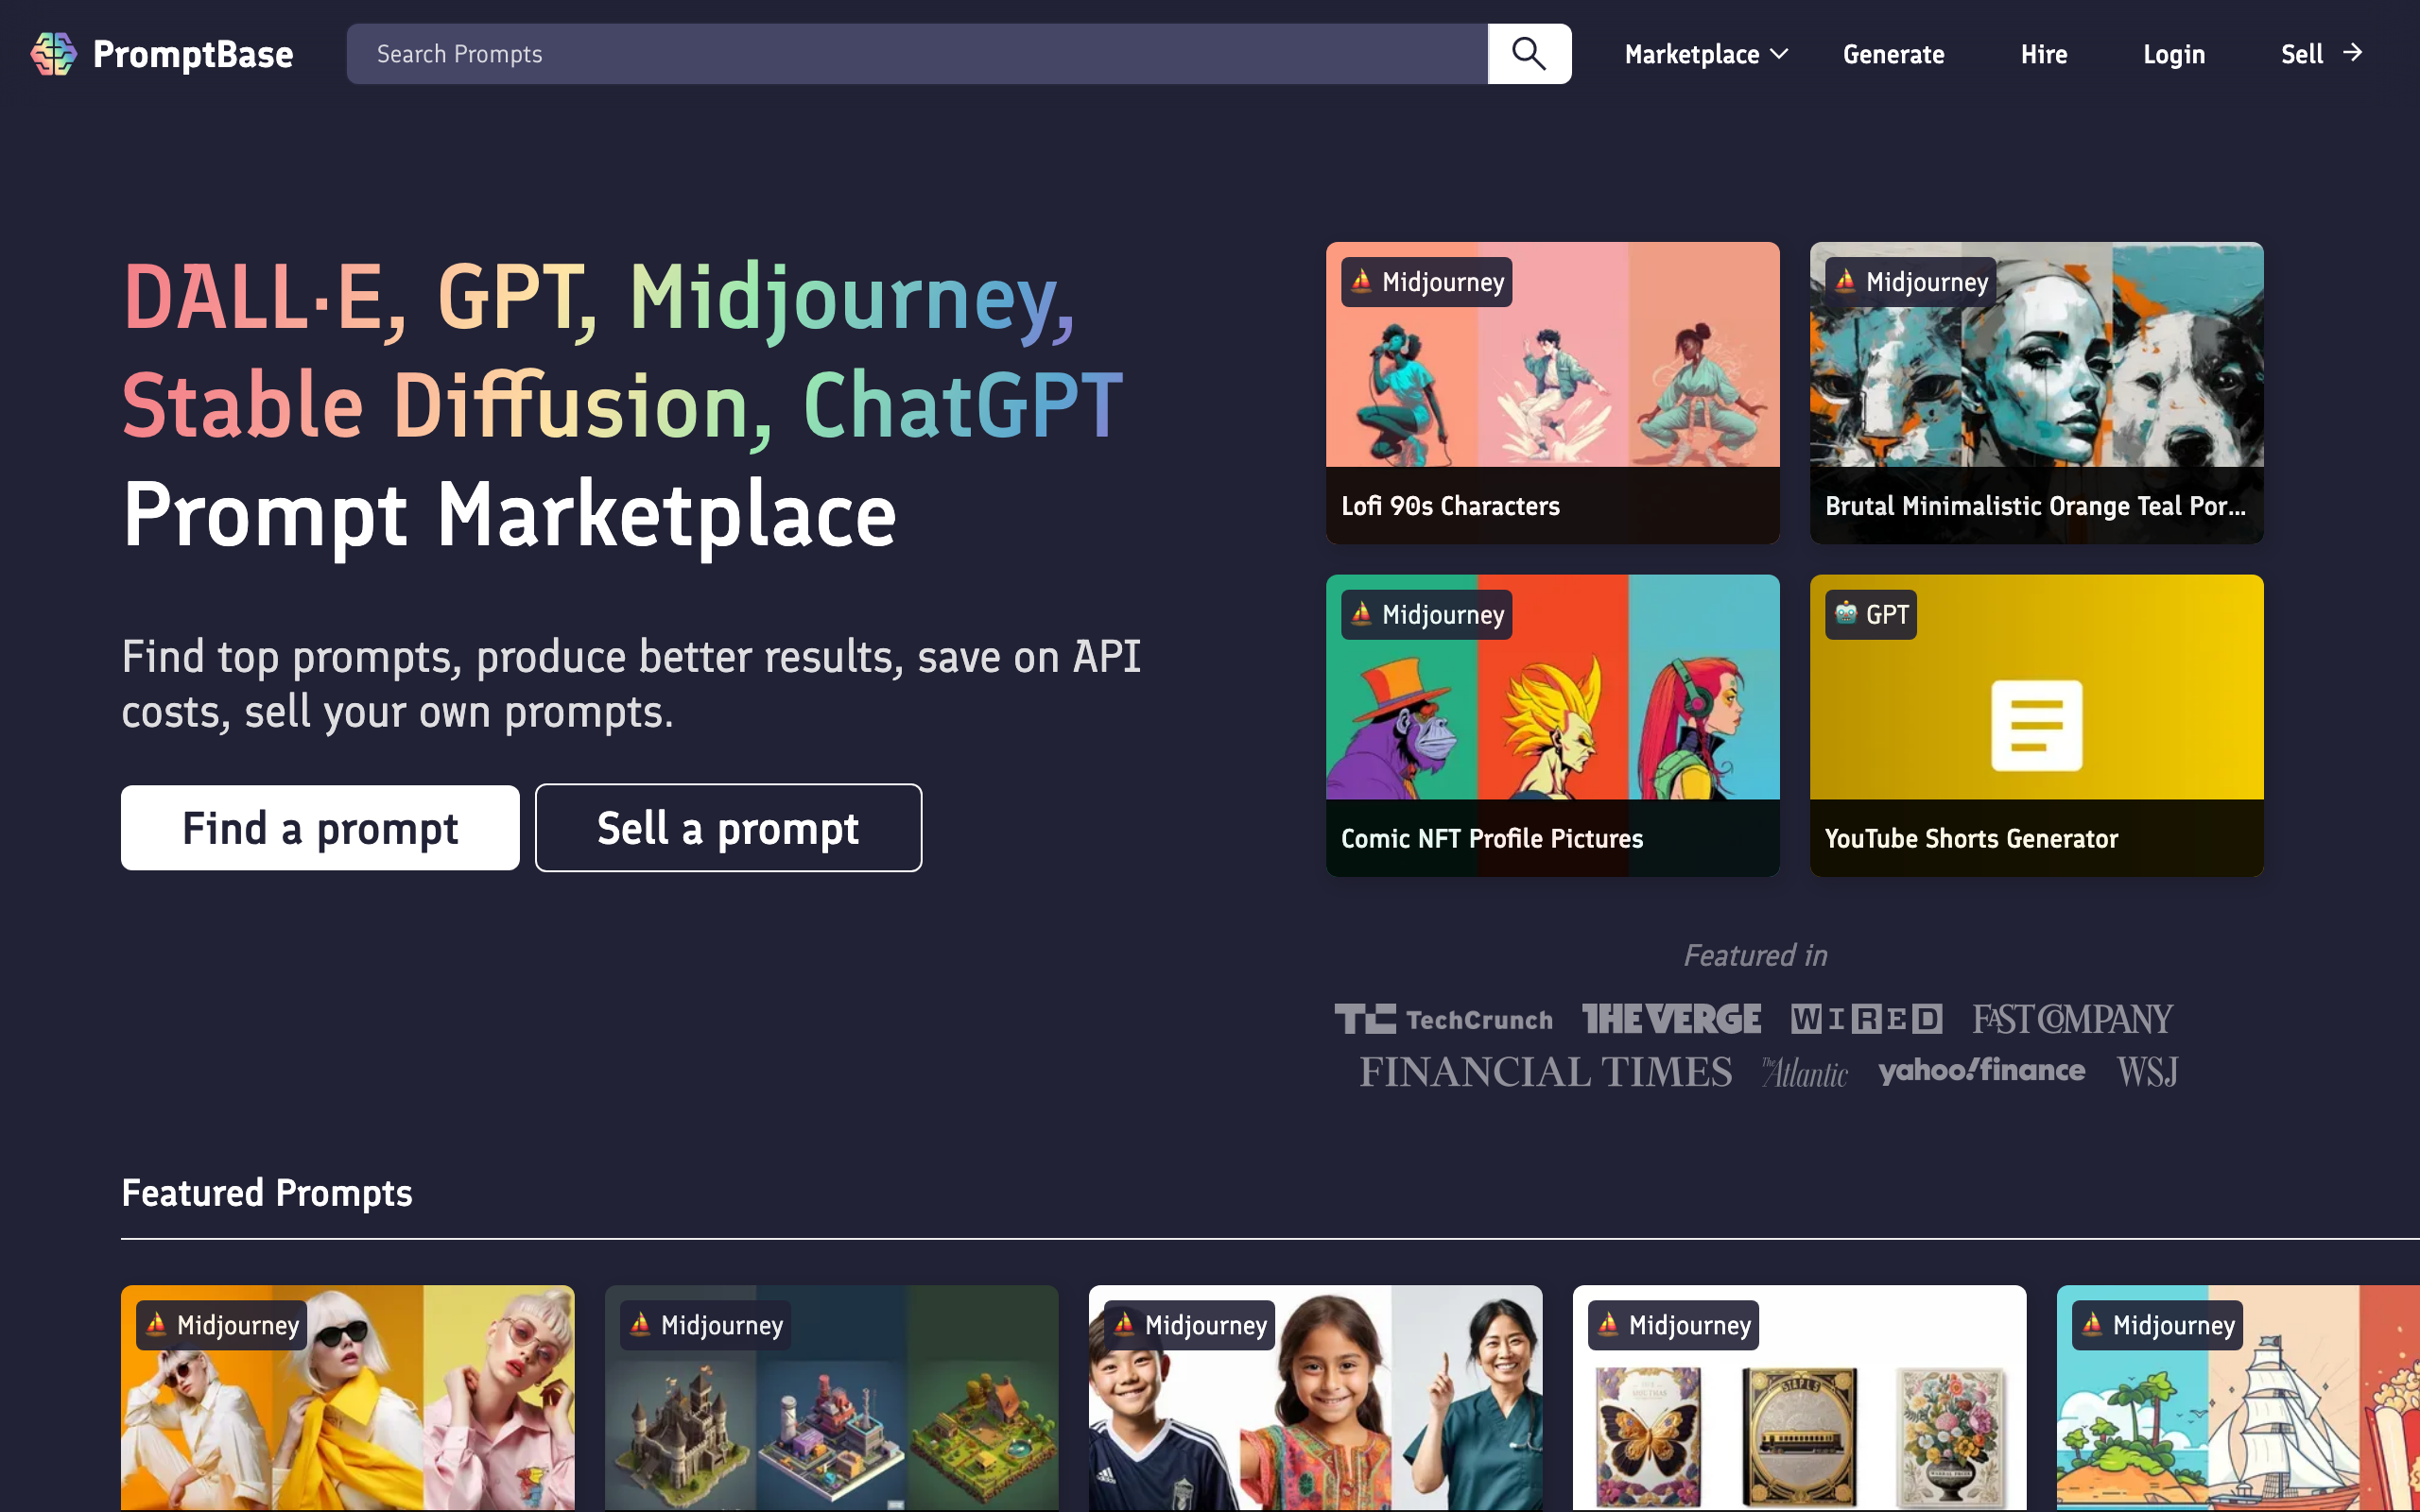 PromptBase
Search Prompts
Marketplace
Generate
Hire
Login
Sell →
DALL·E, GPT, Midjourney,
Stable Diffusion, ChatGPT
Prompt Marketplace
Find top prompts, produce better results, save on API
costs, sell your own prompts.
Find a prompt
Sell a prompt
Midjourney
Lofi 90s Characters
Midjourney
Brutal Minimalistic Orange Teal Por...
Midjourney
Comic NFT Profile Pictures
GPT
YouTube Shorts Generator
Featured in
TC TechCrunch
THE VERGE
WIRED
FAST COMPANY
FINANCIAL TIMES
The Atlantic
yahoo!finance
WSJ
Featured Prompts
Midjourney
Midjourney
Midjourney
Midjourney
Midjourney